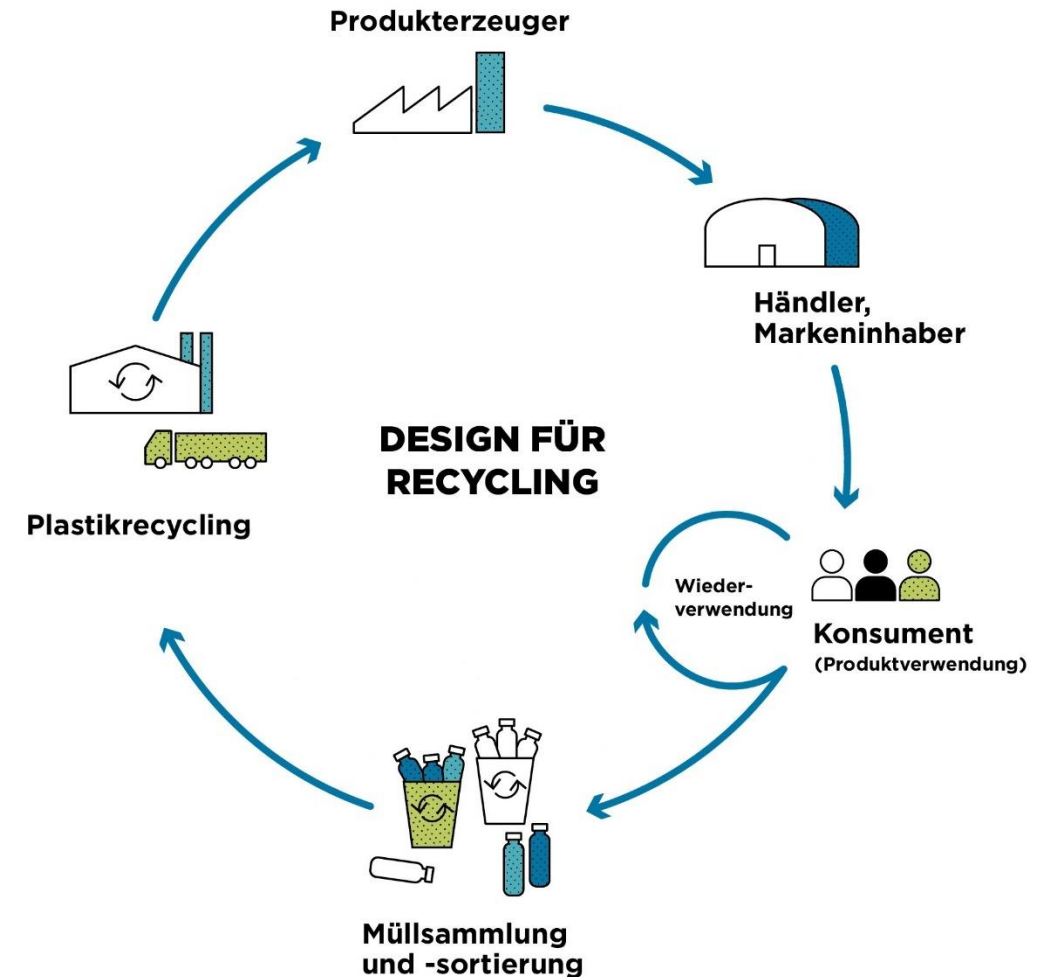 Produkterzeuger
Händler,
Markeninhaber
DESIGN FÜR
RECYCLING
Plastikrecycling
Wieder-
verwendung
Konsument
(Produktverwendung)
Müllsammlung
und -sortierung